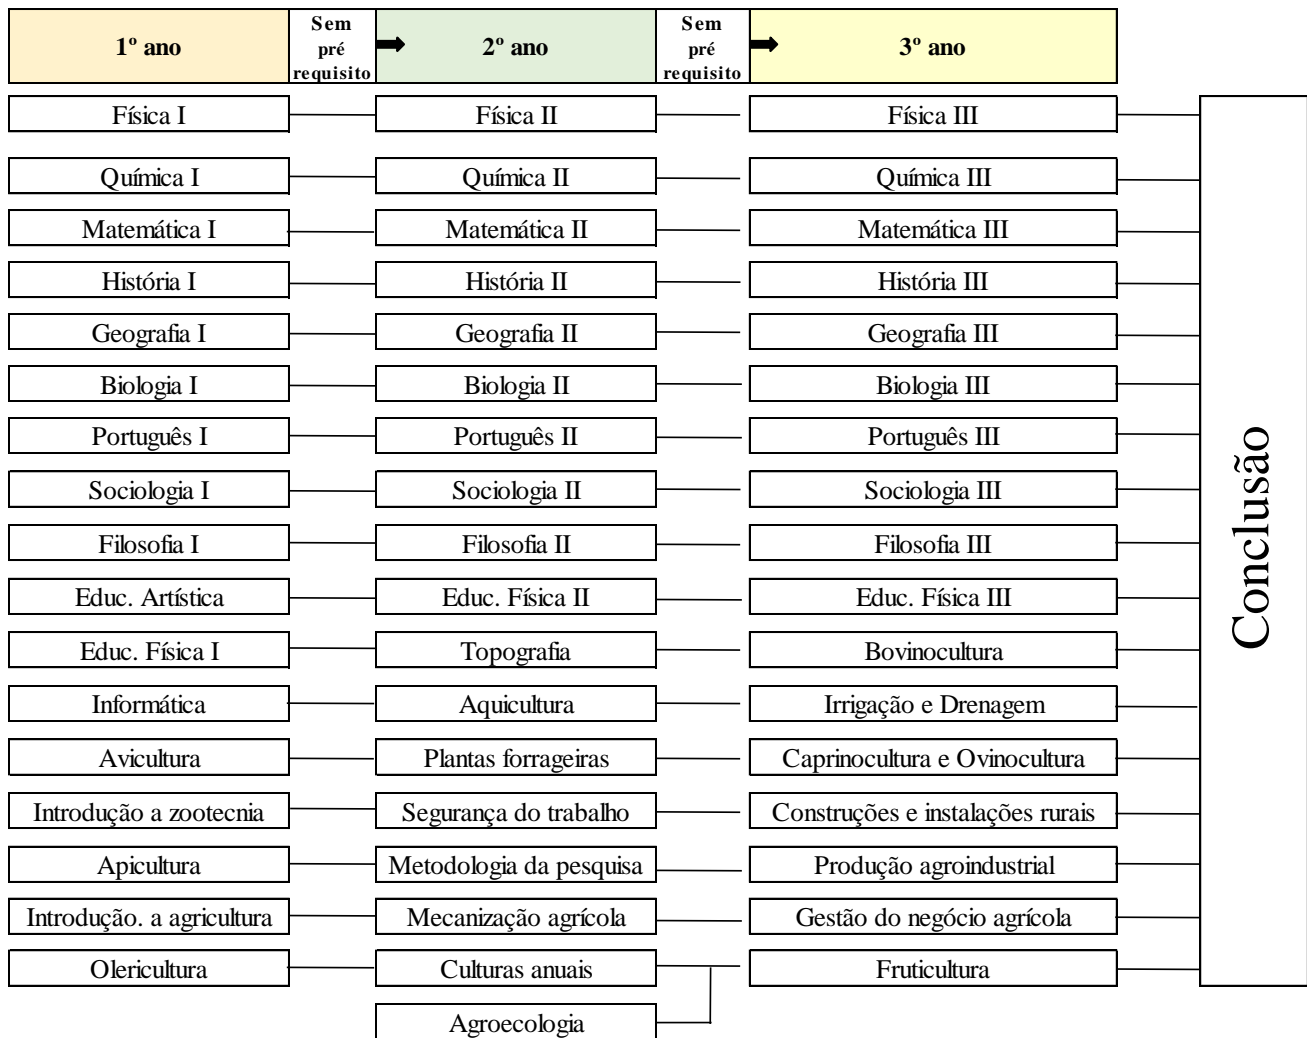 1º ano
Sem
pré
requisito
2º ano
Sem
pré
requisito
3º ano
Física I
Física II
Física III
Química I
Química II
Química III
Matemática I
Matemática II
Matemática III
História I
História II
História III
Geografia I
Geografia II
Geografia III
Biologia I
Biologia II
Biologia III
Português I
Português II
Português III
Sociologia I
Sociologia II
Sociologia III
Filosofia I
Filosofia II
Filosofia III
Educ. Artística
Educ. Física II
Educ. Física III
Educ. Física I
Topografia
Bovinocultura
Informática
Aquicultura
Irrigação e Drenagem
Avicultura
Plantas forrageiras
Caprinocultura e Ovinocultura
Introdução a zootecnia
Segurança do trabalho
Construções e instalações rurais
Apicultura
Metodologia da pesquisa
Produção agroindustrial
Introdução. a agricultura
Mecanização agrícola
Gestão do negócio agrícola
Olericultura
Culturas anuais
Fruticultura
Agroecologia
Conclusão